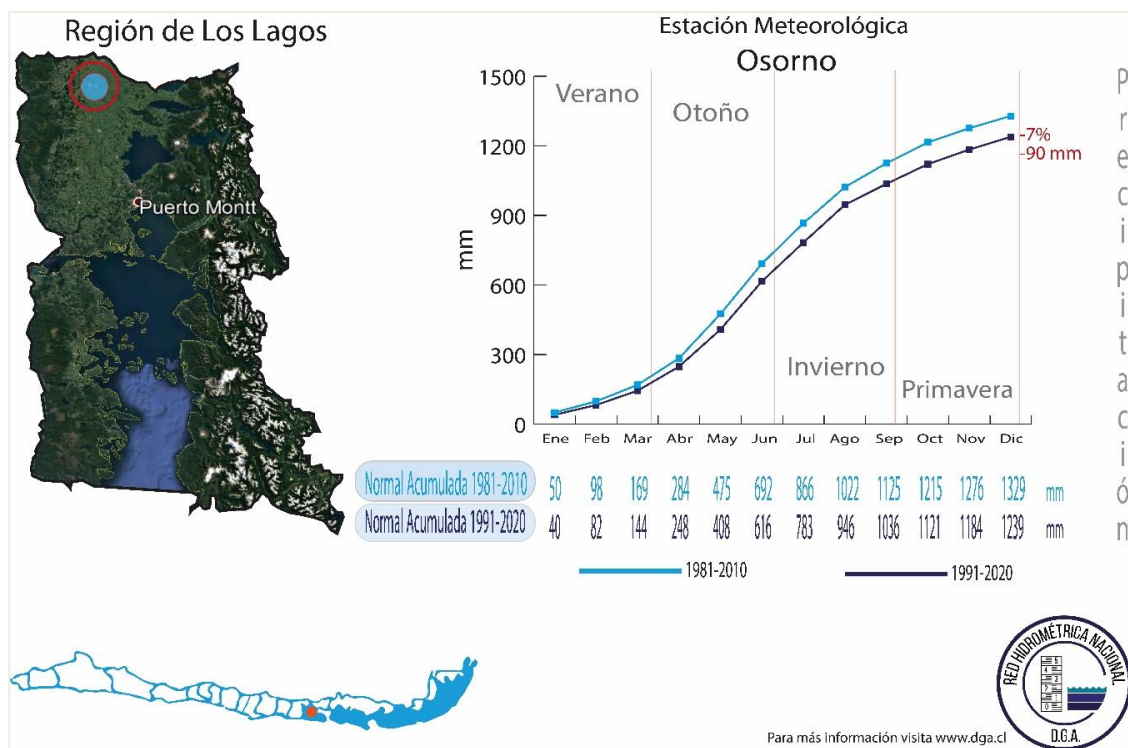 Región de Los Lagos
Puerto Montt
Estación Meteorológica
Osorno
1500
1200
900
600
300
0
mm
Verano
Otoño
Invierno
Primavera
-7%
-90 mm
precipitación
Ene Feb Mar Abr May Jun Jul Ago Sep Oct Nov Dic
Normal Acumulada 1981-2010 50 98 169 284 475 692 866 1022 1125 1215 1276 1329 mm
Normal Acumulada 1991-2020 40 82 144 248 408 616 783 946 1036 1121 1184 1239 mm
1981-2010 1991-2020
RED HIDROMÉTRICA NACIONAL
D.G.A.
Para más información visita www.dga.cl